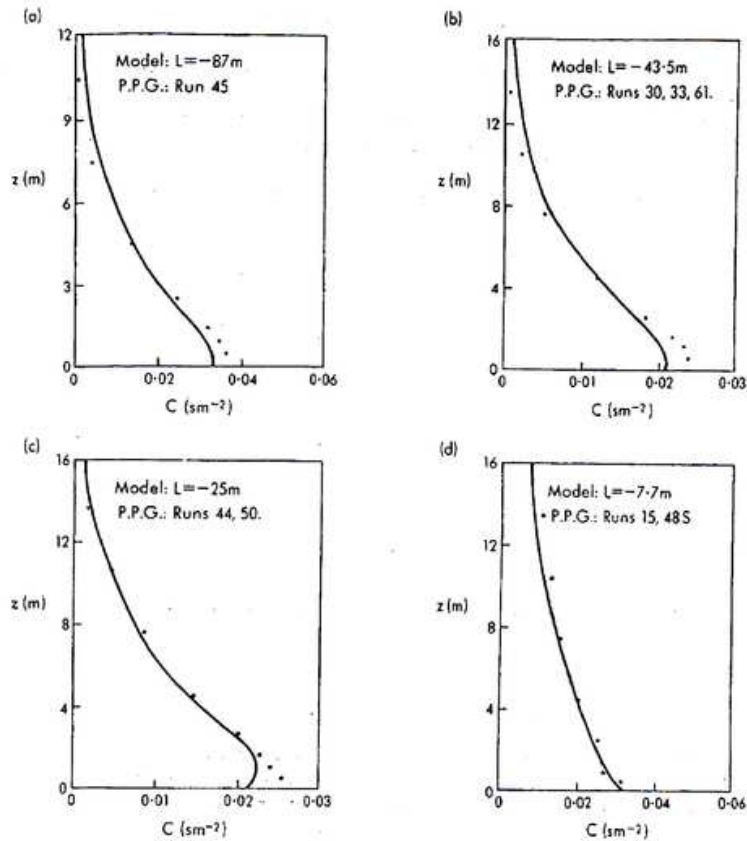 (a)
12
9
6
3
0
z (m)
Model: L=−87m
P.P.G.: Run 45
0
0·02
0·04
0·06
C (sm⁻²)
(b)
16
12
8
4
0
z (m)
Model: L=−43·5m
P.P.G.: Runs 30, 33, 61.
0
0·01
0·02
0·03
C (sm⁻²)
(c)
16
12
8
4
0
z (m)
Model: L=−25m
P.P.G.: Runs 44, 50.
0
0·01
0·02
0·03
C (sm⁻²)
(d)
16
12
8
4
0
z(m)
Model: L=−7·7m
P.P.G.: Runs 15, 48S
0
0·02
0·04
0·06
C (sm⁻²)